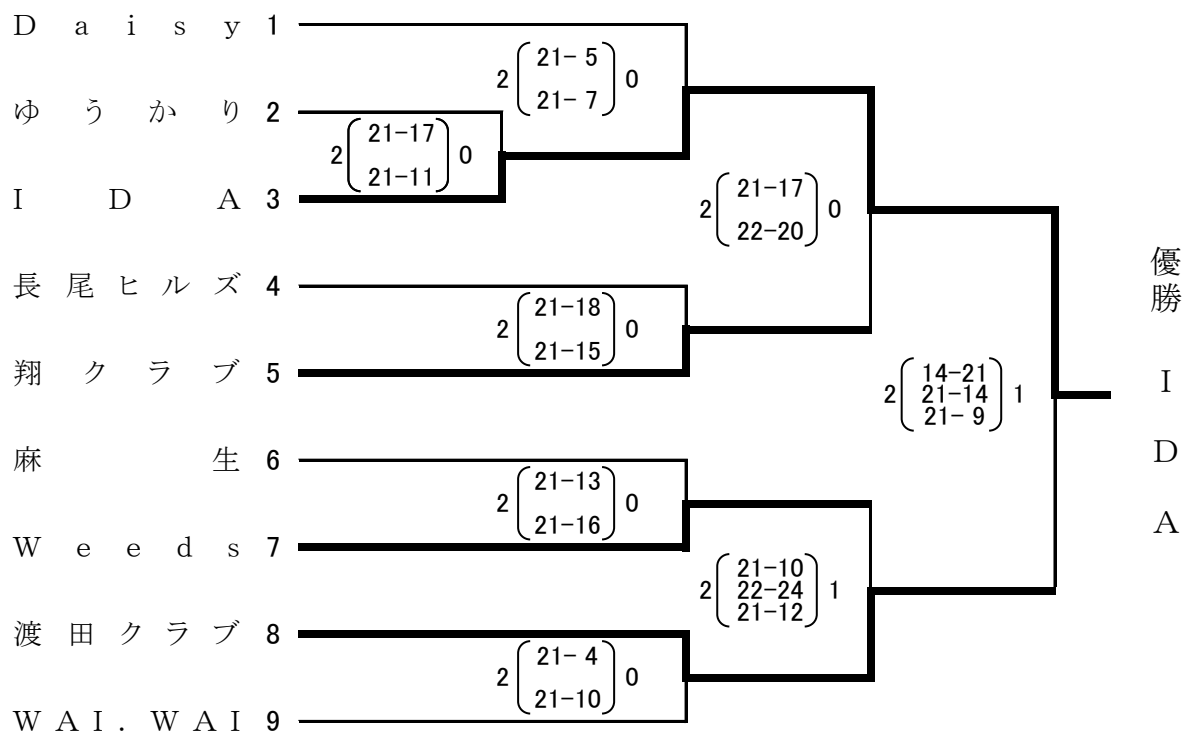 Daisy 1
2 21- 5 0
21- 7
ゆうかり 2
2 21-17 0
21-11
IDA 3
2 21-17 0
22-20
長尾ヒルズ 4
2 21-18 0
21-15
翔クラブ 5
2 14-21 1
21-14
21- 9
優勝 IDA
麻生 6
2 21-13 0
21-16
Weeds 7
2 21-10 1
22-24
21-12
渡田クラブ 8
2 21- 4 0
21-10
WAI.WAI 9